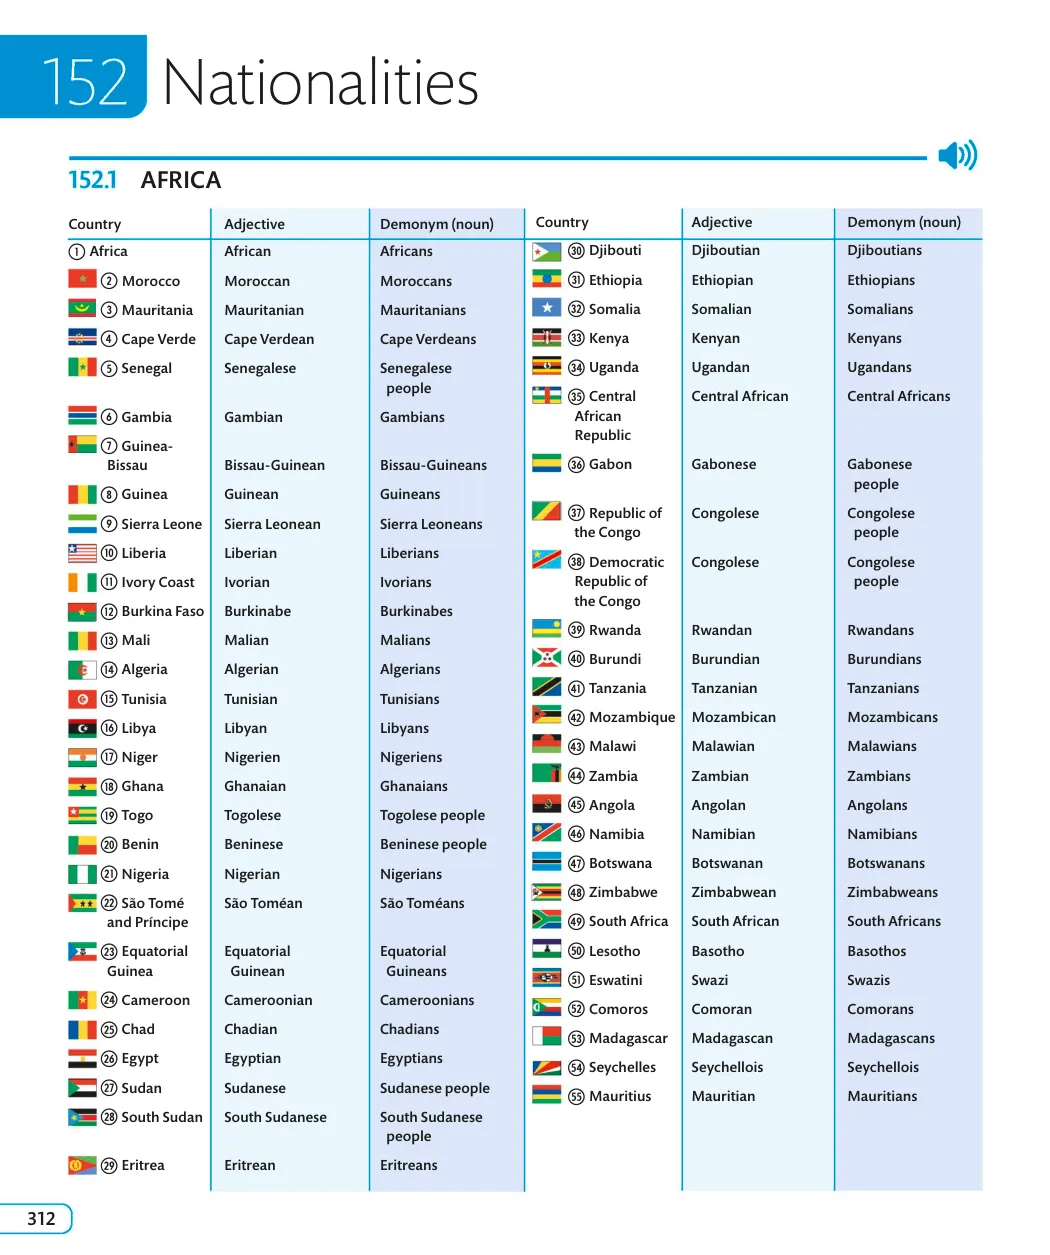 152 Nationalities
152.1 AFRICA
Country Adjective Demonym (noun)
1 Africa African Africans
2 Morocco Moroccan Moroccans
3 Mauritania Mauritanian Mauritanians
4 Cape Verde Cape Verdean Cape Verdeans
5 Senegal Senegalese Senegalese
people
6 Gambia Gambian Gambians
7 Guinea-
Bissau Bissau-Guinean Bissau-Guineans
8 Guinea Guinean Guineans
9 Sierra Leone Sierra Leonean Sierra Leoneans
10 Liberia Liberian Liberians
11 Ivory Coast Ivorian Ivorians
12 Burkina Faso Burkinabe Burkinabes
13 Mali Malian Malians
14 Algeria Algerian Algerians
15 Tunisia Tunisian Tunisians
16 Libya Libyan Libyans
17 Niger Nigerien Nigeriens
18 Ghana Ghanaian Ghanaians
19 Togo Togolese Togolese people
20 Benin Beninese Beninese people
21 Nigeria Nigerian Nigerians
22 São Tomé São Toméan São Toméans
and Príncipe
23 Equatorial Equatorial Equatorial
Guinea Guinean Guineans
24 Cameroon Cameroonian Cameroonians
25 Chad Chadian Chadians
26 Egypt Egyptian Egyptians
27 Sudan Sudanese Sudanese people
28 South Sudan South Sudanese South Sudanese
people
29 Eritrea Eritrean Eritreans
Country Adjective Demonym (noun)
30 Djibouti Djiboutian Djiboutians
31 Ethiopia Ethiopian Ethiopians
32 Somalia Somalian Somalians
33 Kenya Kenyan Kenyans
34 Uganda Ugandan Ugandans
35 Central Central African Central Africans
African
Republic
36 Gabon Gabonese Gabonese
people
37 Republic of Congolese Congolese
the Congo people
38 Democratic Congolese Congolese
Republic of people
the Congo
39 Rwanda Rwandan Rwandans
40 Burundi Burundian Burundians
41 Tanzania Tanzanian Tanzanians
42 Mozambique Mozambican Mozambicans
43 Malawi Malawian Malawians
44 Zambia Zambian Zambians
45 Angola Angolan Angolans
46 Namibia Namibian Namibians
47 Botswana Botswanan Botswanans
48 Zimbabwe Zimbabwean Zimbabweans
49 South Africa South African South Africans
50 Lesotho Basotho Basothos
51 Eswatini Swazi Swazis
52 Comoros Comoran Comorans
53 Madagascar Madagascan Madagascans
54 Seychelles Seychellois Seychellois
55 Mauritius Mauritian Mauritians
312